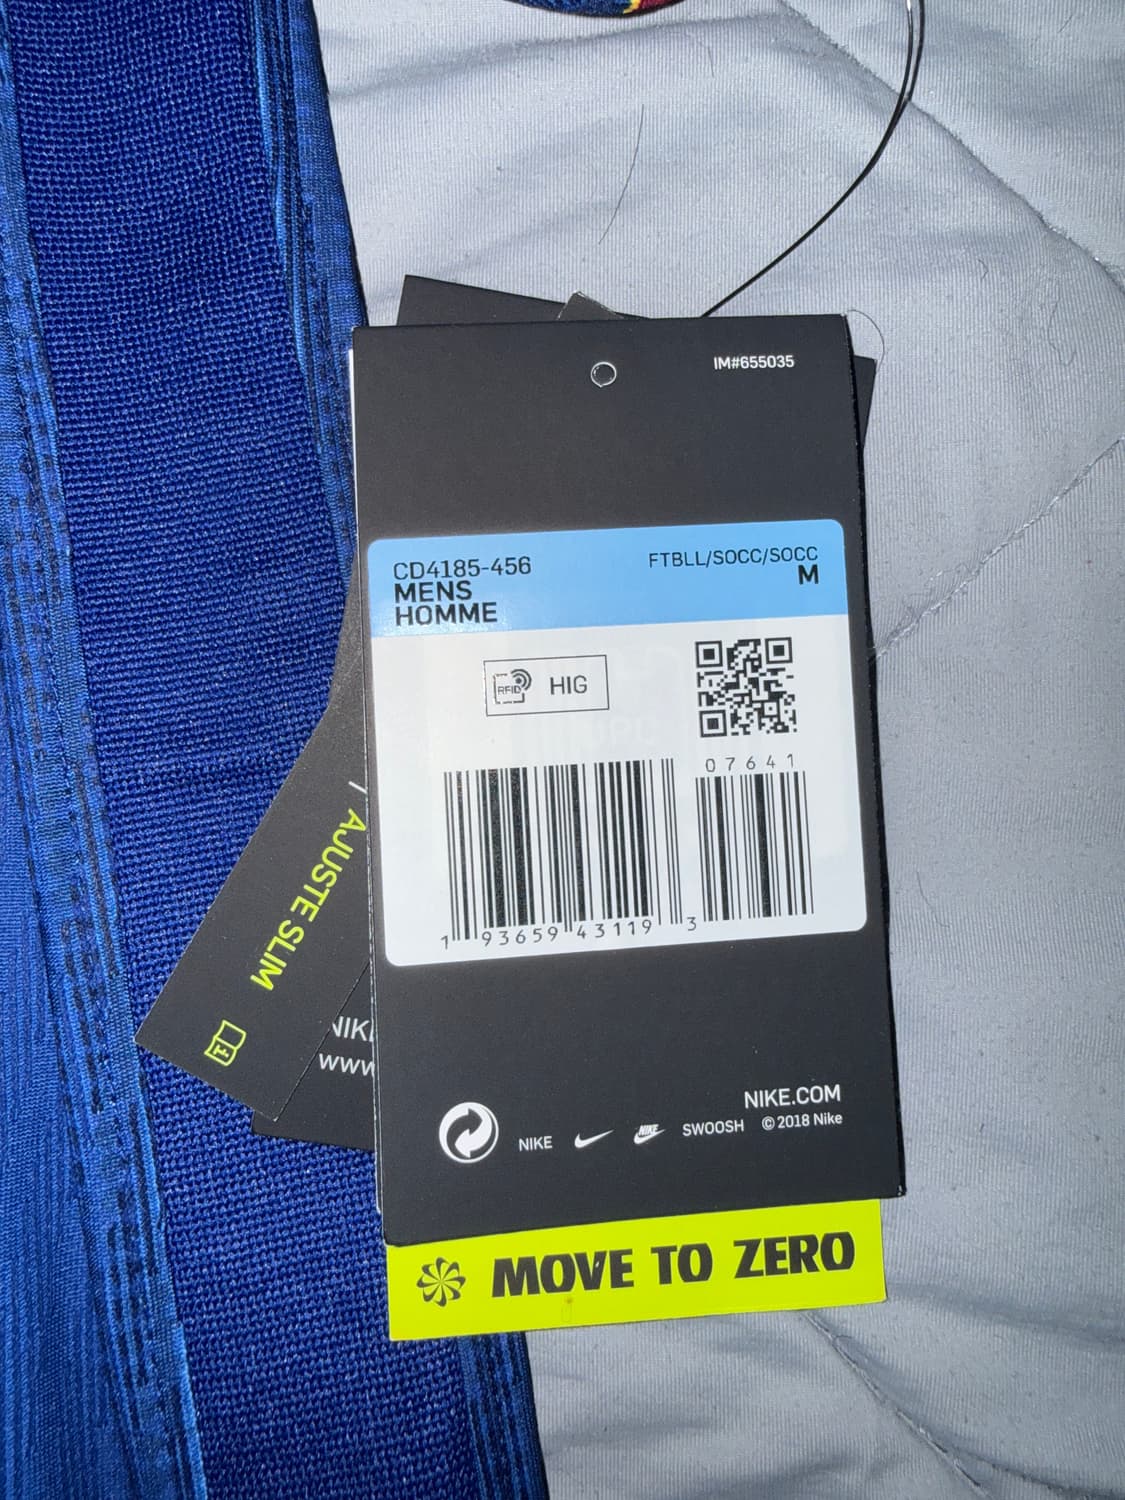 IM#655035
CD4185-456
FTBLL/SOCC/SOCC
MENS
M
HOMME
RFID
HIG
07641
1 93659 43119 3
AJUSTE SLIM
NIKE.COM
NIKE
NIKE
SWOOSH
© 2018 Nike
MOVE TO ZERO